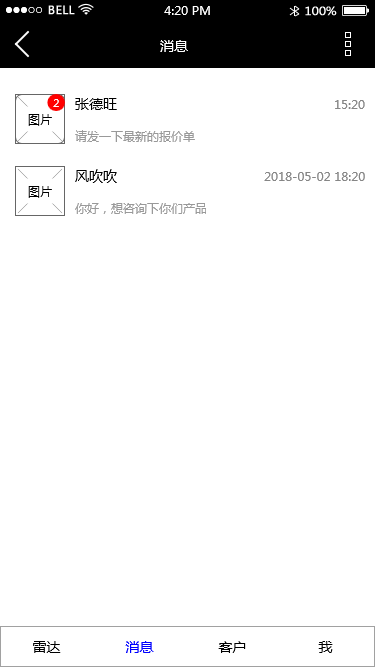 BELL 4:20 PM 100%
消息
图片 2 张德旺 15:20
请发一下最新的报价单
图片 风吹吹 2018-05-02 18:20
你好，想咨询下你们产品
雷达 消息 客户 我